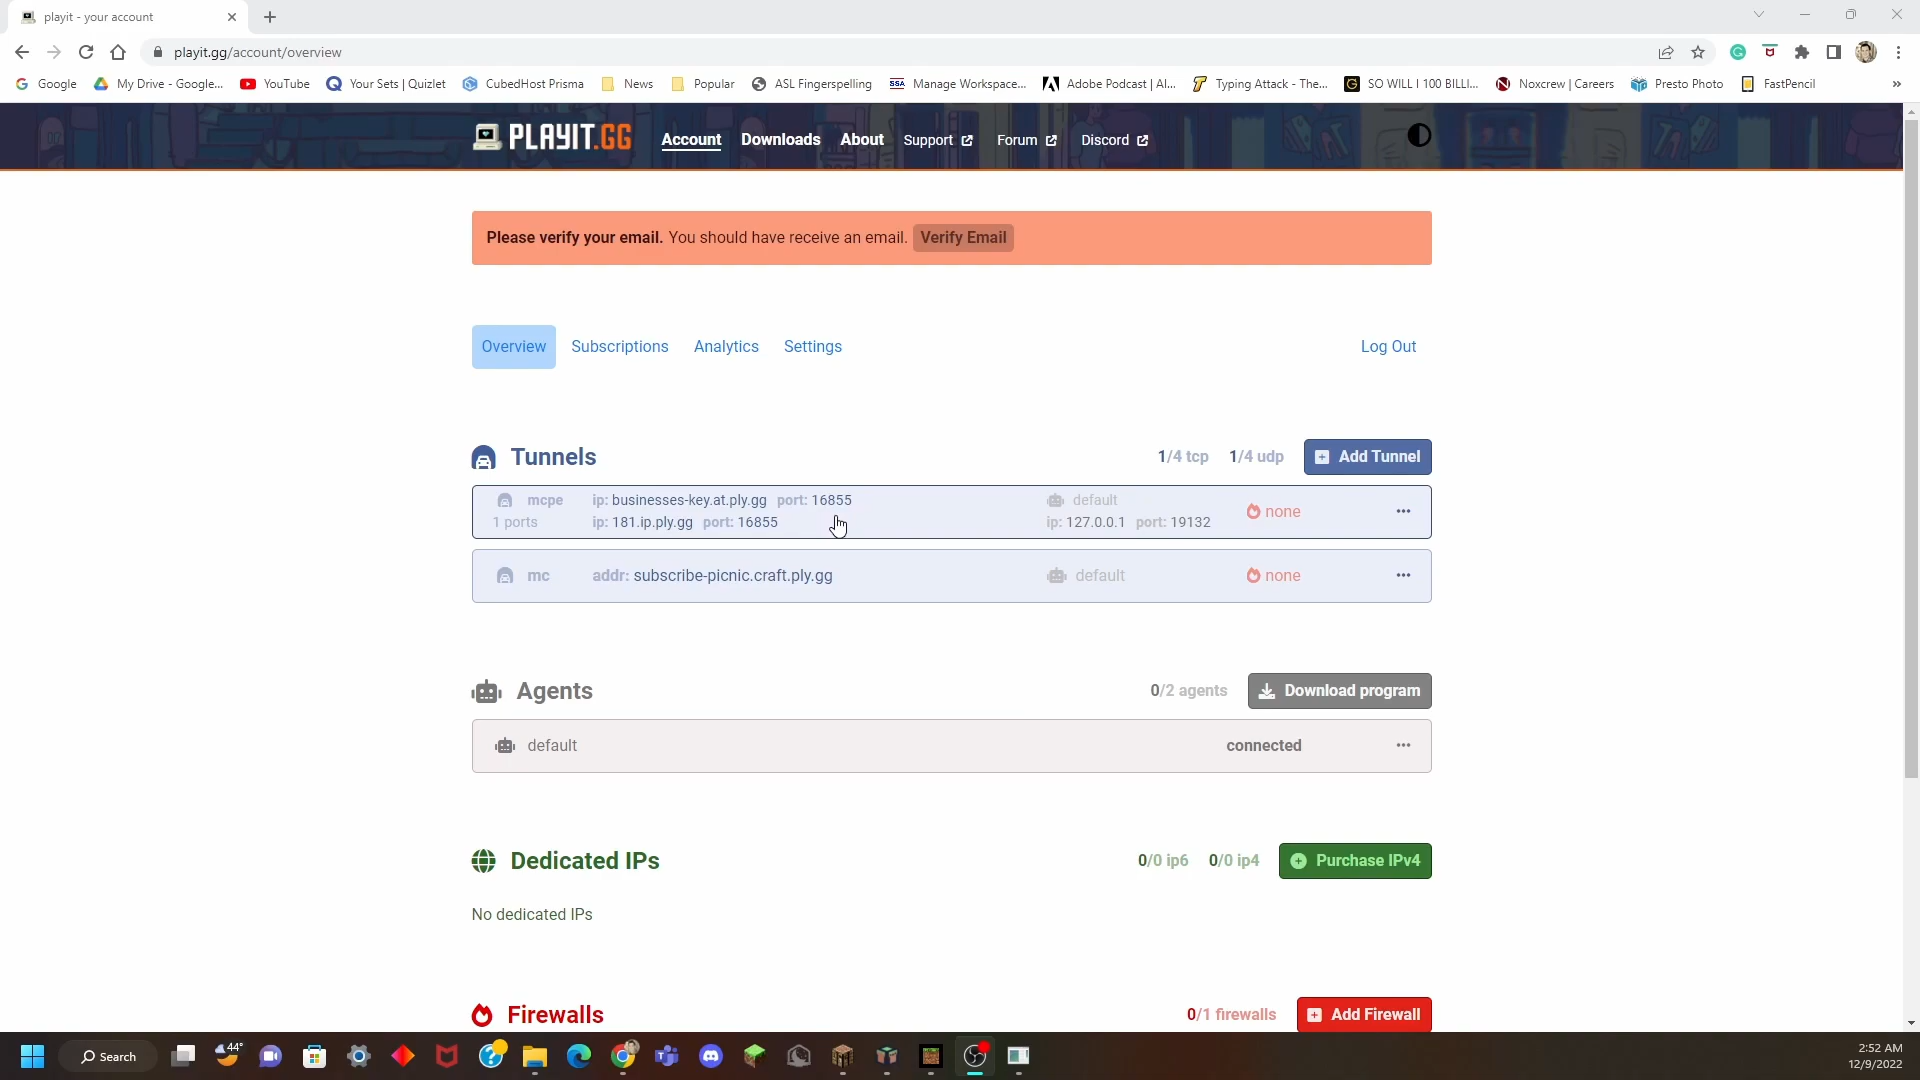 playit - your account
playit.gg/account/overview
Google
My Drive - Google...
YouTube
Your Sets | Quizlet
CubedHost Prisma
News
Popular
ASL Fingerspelling
SSA
Manage Workspace...
Adobe Podcast | AI...
Typing Attack - The...
SO WILL I 100 BILLI...
Noxcrew | Careers
Presto Photo
FastPencil
»
PLAYIT.GG
Account
Downloads
About
Support
Forum
Discord
Please verify your email. You should have receive an email. Verify Email
Overview
Subscriptions
Analytics
Settings
Log Out
Tunnels
1/4 tcp
1/4 udp
Add Tunnel
mcpe
ip: businesses-key.at.ply.gg port: 16855
default
none
1 ports
ip: 181.ip.ply.gg port: 16855
ip: 127.0.0.1 port: 19132
mc
addr: subscribe-picnic.craft.ply.gg
default
none
Agents
0/2 agents
Download program
default
connected
Dedicated IPs
0/0 ip6
0/0 ip4
Purchase IPv4
No dedicated IPs
Firewalls
0/1 firewalls
Add Firewall
Search
44°
2:52 AM
12/9/2022